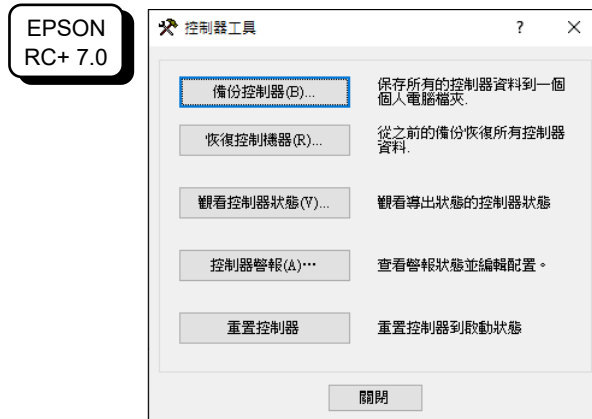 EPSON
RC+ 7.0
控制器工具
備份控制器(B)...
保存所有的控制器資料到一個
個人電腦檔夾.
恢復控制機器(R)...
從之前的備份恢復所有控制器
資料.
觀看控制器狀態(V)...
觀看導出狀態的控制器狀態
控制器警報(A)⋯
查看警報狀態並編輯配置。
重置控制器
重置控制器到啟動狀態
關閉